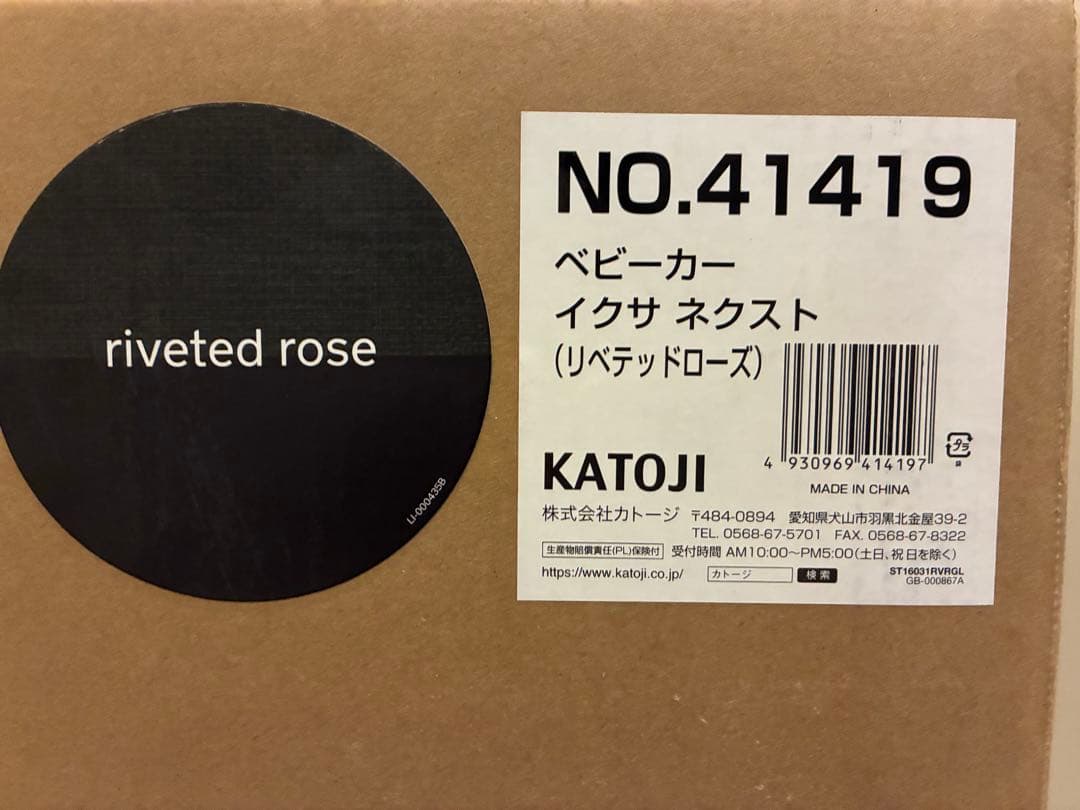 riveted rose
LI-000435B
NO.41419
ベビーカー
イクサ ネクスト
(リベテッドローズ)
4 930969 414197
プラ
袋
MADE IN CHINA
KATOJI
株式会社カトージ 〒484-0894 愛知県犬山市羽黒北金屋39-2
TEL. 0568-67-5701 FAX. 0568-67-8322
生産物賠償責任(PL)保険付 受付時間 AM10:00〜PM5:00(土日、祝日を除く)
https://www.katoji.co.jp/ カトージ 検索
ST16031RVRGL
GB-000867A